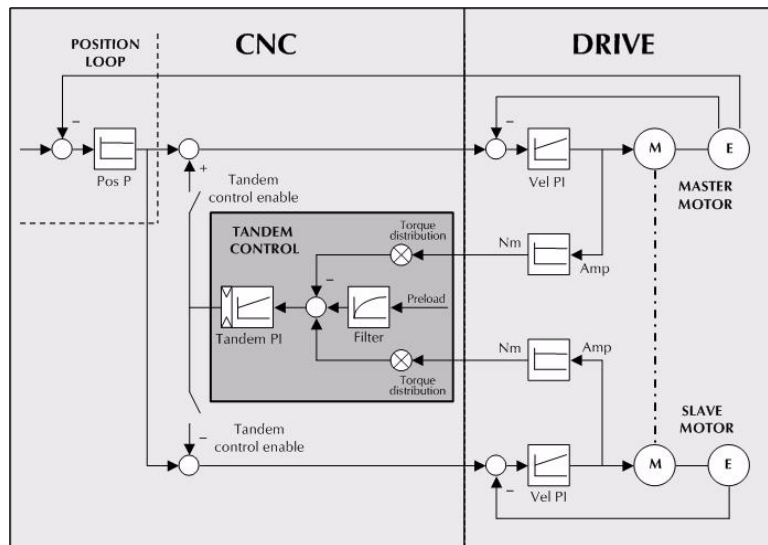 CNC
DRIVE
POSITION
LOOP
−
−
Pos P
+
Tandem
control enable
Vel PI
M
E
MASTER
MOTOR
TANDEM
CONTROL
Torque
distribution
Nm
Amp
−
Preload
Tandem PI
Filter
Nm
Amp
Torque
distribution
−
Tandem
control enable
SLAVE
MOTOR
M
E
−
Vel PI